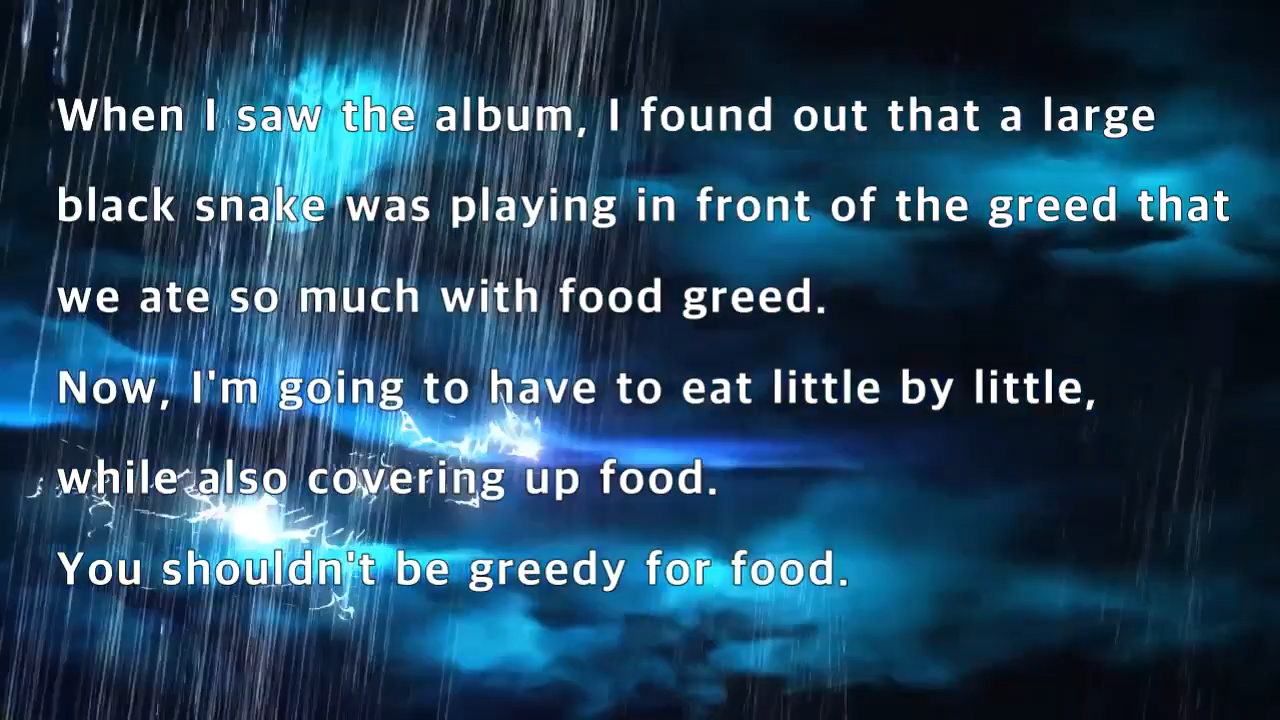 When I saw the album, I found out that a large
black snake was playing in front of the greed that
we ate so much with food greed.
Now, I'm going to have to eat little by little,
while also covering up food.
You shouldn't be greedy for food.